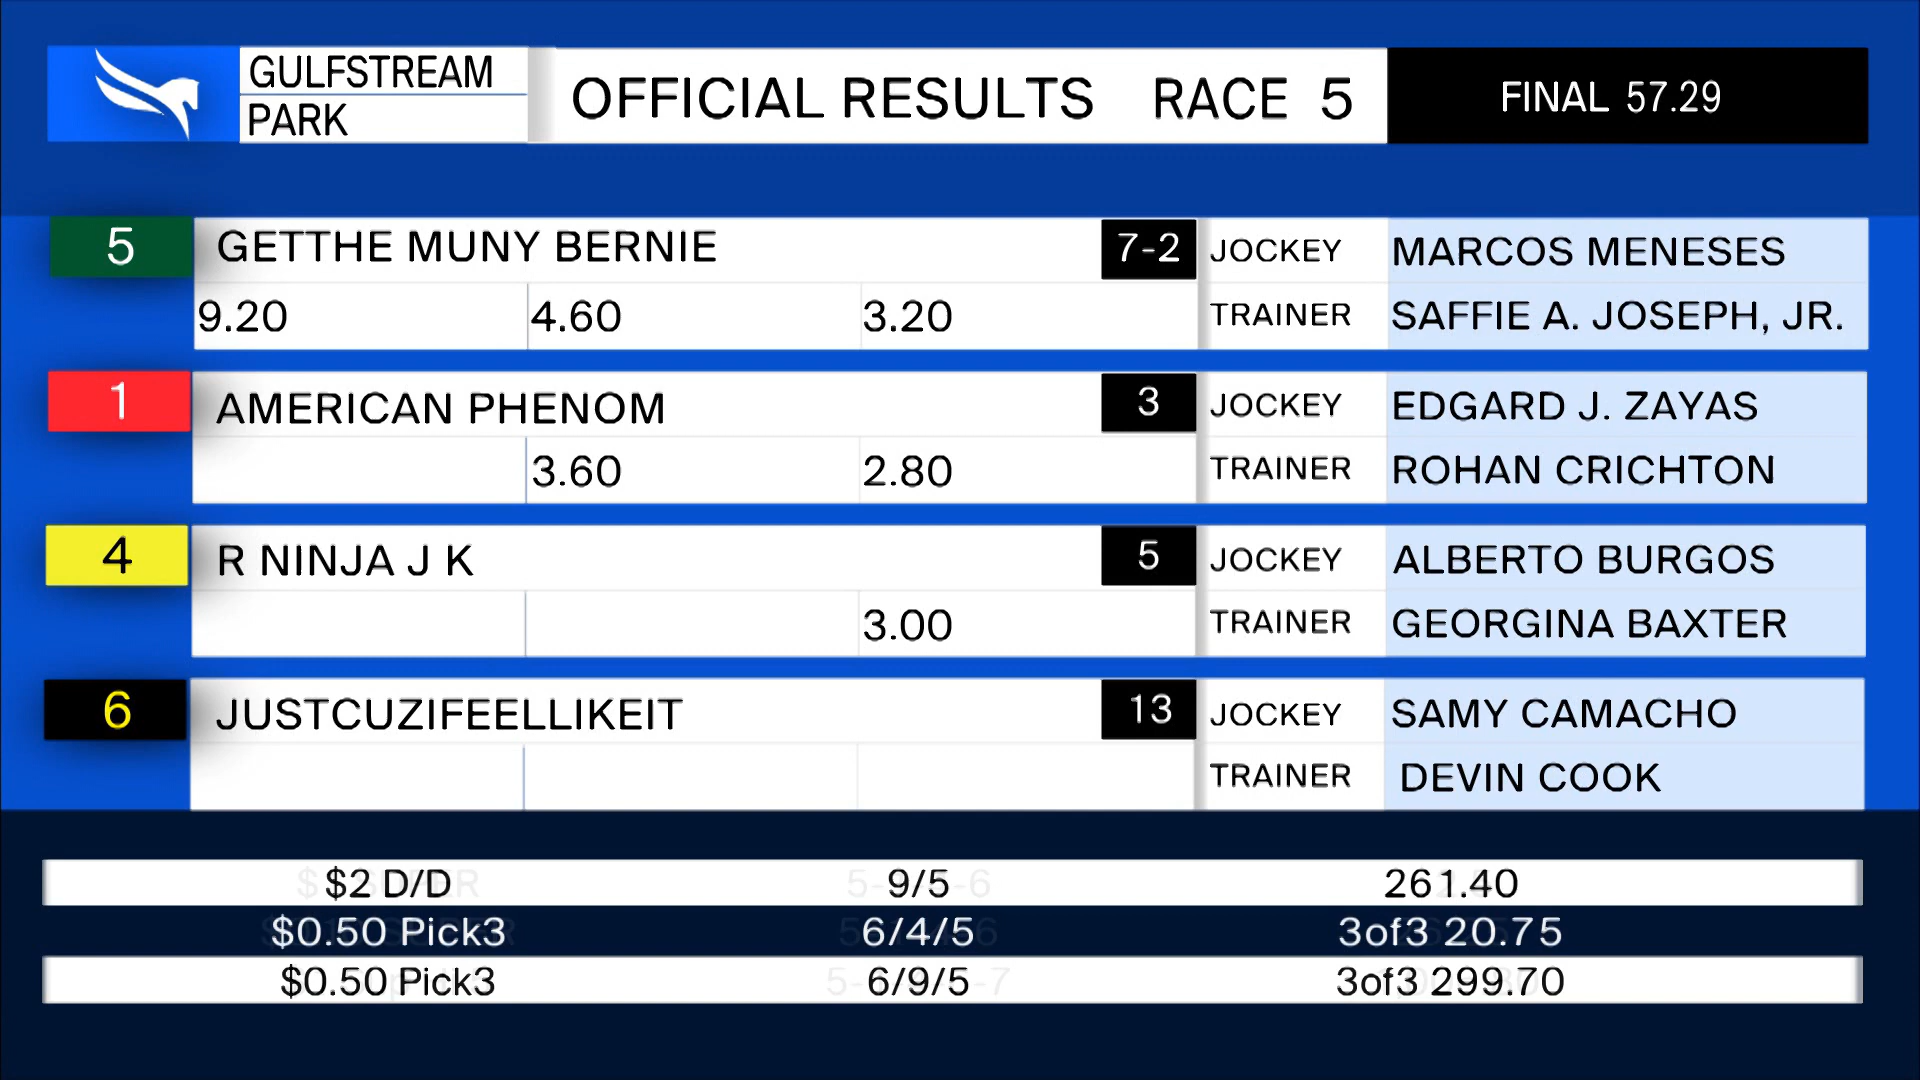 GULFSTREAM
PARK
OFFICIAL RESULTS RACE 5
FINAL 57.29
5 GETTHE MUNY BERNIE 7-2 JOCKEY MARCOS MENESES
9.20 4.60 3.20 TRAINER SAFFIE A. JOSEPH, JR.
1 AMERICAN PHENOM 3 JOCKEY EDGARD J. ZAYAS
3.60 2.80 TRAINER ROHAN CRICHTON
4 R NINJA J K 5 JOCKEY ALBERTO BURGOS
3.00 TRAINER GEORGINA BAXTER
6 JUSTCUZIFEELLIKEIT 13 JOCKEY SAMY CAMACHO
TRAINER DEVIN COOK
$2 D/D 9/5 261.40
$0.50 Pick3 6/4/5 3of3 20.75
$0.50 Pick3 6/9/5 3of3 299.70